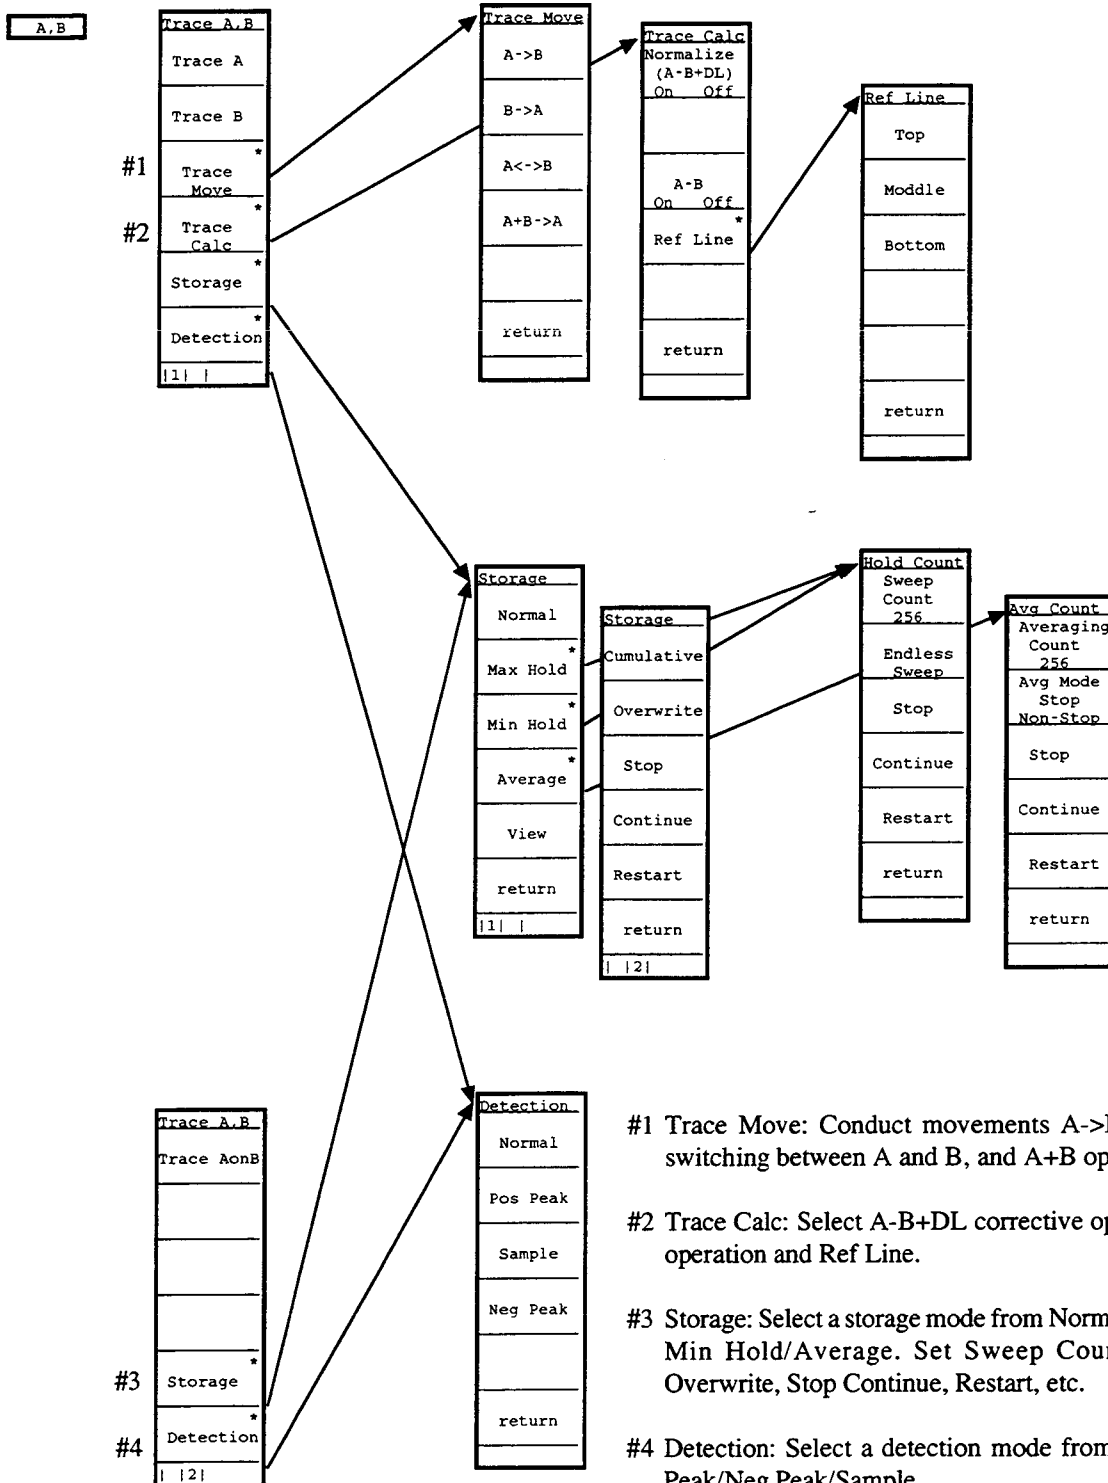 A,B
Trace A,B
Trace A
Trace B
*
#1 Trace
Move
*
#2 Trace
Calc
*
Storage
*
Detection
|1| |
Trace Move
A->B
B->A
A<->B
A+B->A
return
Trace Calc
Normalize
(A-B+DL)
On Off
A-B
On Off
*
Ref Line
return
Ref Line
Top
Moddle
Bottom
return
Storage
Normal
*
Max Hold
*
Min Hold
*
Average
View
return
|1| |
Storage
Cumulative
Overwrite
Stop
Continue
Restart
return
| |2|
Hold Count
Sweep
Count
256
Endless
Sweep
Stop
Continue
Restart
return
Avg Count
Averaging
Count
256
Avg Mode
Stop
Non-Stop
Stop
Continue
Restart
return
Trace A,B
Trace AonB
*
#3 Storage
*
#4 Detection
| |2|
Detection
Normal
Pos Peak
Sample
Neg Peak
return
#1 Trace Move: Conduct movements A->
switching between A and B, and A+B op
#2 Trace Calc: Select A-B+DL corrective op
operation and Ref Line.
#3 Storage: Select a storage mode from Norm
Min Hold/Average. Set Sweep Cou
Overwrite, Stop Continue, Restart, etc.
#4 Detection: Select a detection mode from
Peak/Neg Peak/Sample